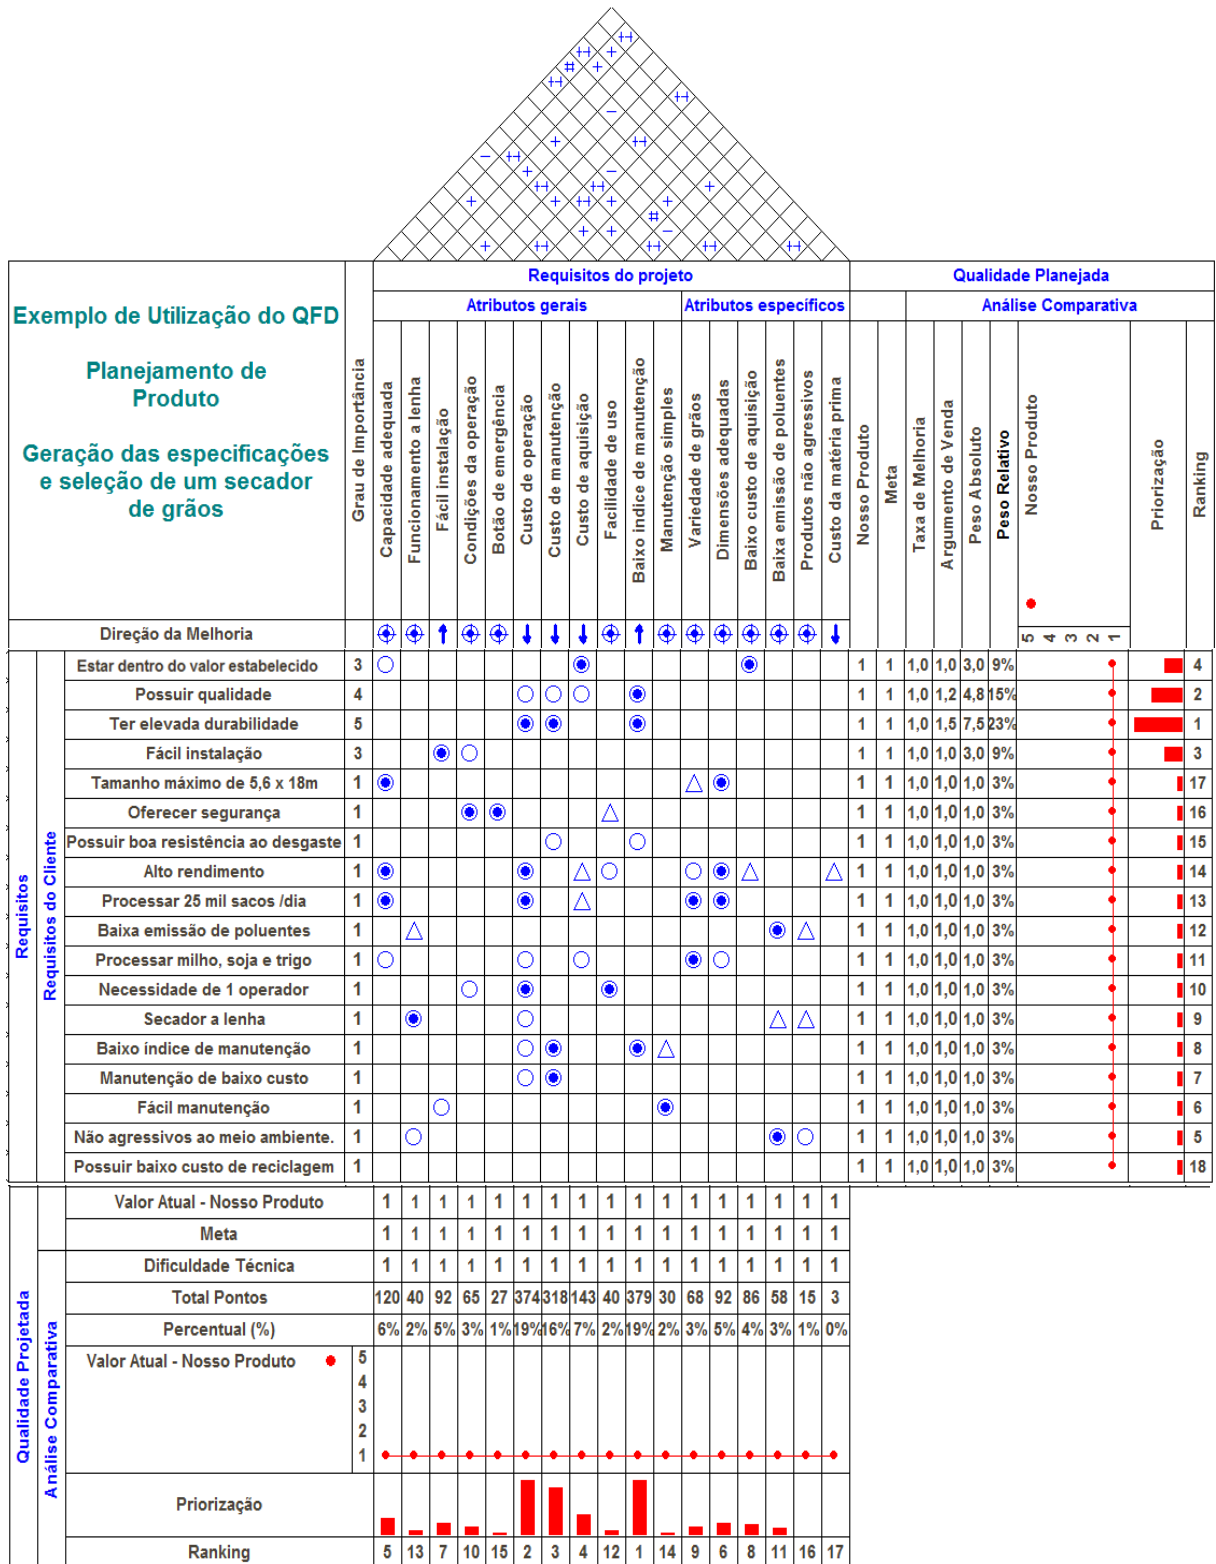 Requisitos do projeto
Qualidade Planejada
Atributos gerais
Atributos específicos
Análise Comparativa
Exemplo de Utilização do QFD
Planejamento de
Produto
Geração das especificações
e seleção de um secador
de grãos
Grau de Importância
Capacidade adequada
Funcionamento a lenha
Fácil instalação
Condições da operação
Botão de emergência
Custo de operação
Custo de manutenção
Custo de aquisição
Facilidade de uso
Baixo indice de manutenção
Manutenção simples
Variedade de grãos
Dimensões adequadas
Baixo custo de aquisição
Baixa emissão de poluentes
Produtos não agressivos
Custo da matéria prima
Nosso Produto
Meta
Taxa de Melhoria
Argumento de Venda
Peso Absoluto
Peso Relativo
Nosso Produto
5 4 3 2 1
Priorização
Ranking
Direção da Melhoria
Requisitos
Requisitos do Cliente
Estar dentro do valor estabelecido 3 1 1 1,0 1,0 3,0 9% 4
Possuir qualidade 4 1 1 1,0 1,2 4,8 15% 2
Ter elevada durabilidade 5 1 1 1,0 1,5 7,5 23% 1
Fácil instalação 3 1 1 1,0 1,0 3,0 9% 3
Tamanho máximo de 5,6 x 18m 1 1 1 1,0 1,0 1,0 3% 17
Oferecer segurança 1 1 1 1,0 1,0 1,0 3% 16
Possuir boa resistência ao desgaste 1 1 1 1,0 1,0 1,0 3% 15
Alto rendimento 1 1 1 1,0 1,0 1,0 3% 14
Processar 25 mil sacos /dia 1 1 1 1,0 1,0 1,0 3% 13
Baixa emissão de poluentes 1 1 1 1,0 1,0 1,0 3% 12
Processar milho, soja e trigo 1 1 1 1,0 1,0 1,0 3% 11
Necessidade de 1 operador 1 1 1 1,0 1,0 1,0 3% 10
Secador a lenha 1 1 1 1,0 1,0 1,0 3% 9
Baixo índice de manutenção 1 1 1 1,0 1,0 1,0 3% 8
Manutenção de baixo custo 1 1 1 1,0 1,0 1,0 3% 7
Fácil manutenção 1 1 1 1,0 1,0 1,0 3% 6
Não agressivos ao meio ambiente. 1 1 1 1,0 1,0 1,0 3% 5
Possuir baixo custo de reciclagem 1 1 1 1,0 1,0 1,0 3% 18
Qualidade Projetada
Análise Comparativa
Valor Atual - Nosso Produto 1 1 1 1 1 1 1 1 1 1 1 1 1 1 1 1 1
Meta 1 1 1 1 1 1 1 1 1 1 1 1 1 1 1 1 1
Dificuldade Técnica 1 1 1 1 1 1 1 1 1 1 1 1 1 1 1 1 1
Total Pontos 120 40 92 65 27 374 318 143 40 379 30 68 92 86 58 15 3
Percentual (%) 6% 2% 5% 3% 1% 19% 16% 7% 2% 19% 2% 3% 5% 4% 3% 1% 0%
Valor Atual - Nosso Produto 5
4
3
2
1
Priorização
Ranking 5 13 7 10 15 2 3 4 12 1 14 9 6 8 11 16 17